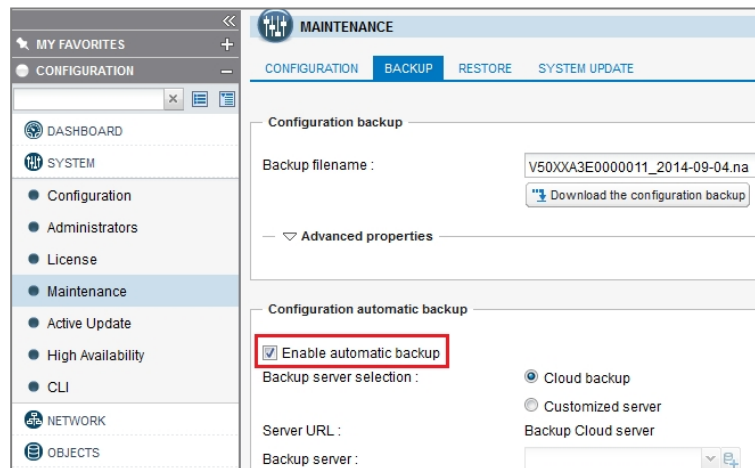 MY FAVORITES
CONFIGURATION
DASHBOARD
SYSTEM
Configuration
Administrators
License
Maintenance
Active Update
High Availability
CLI
NETWORK
OBJECTS
MAINTENANCE
CONFIGURATION BACKUP RESTORE SYSTEM UPDATE
Configuration backup
Backup filename : V50XXA3E0000011_2014-09-04.na
Download the configuration backup
Advanced properties
Configuration automatic backup
Enable automatic backup
Backup server selection : Cloud backup
Customized server
Server URL : Backup Cloud server
Backup server :